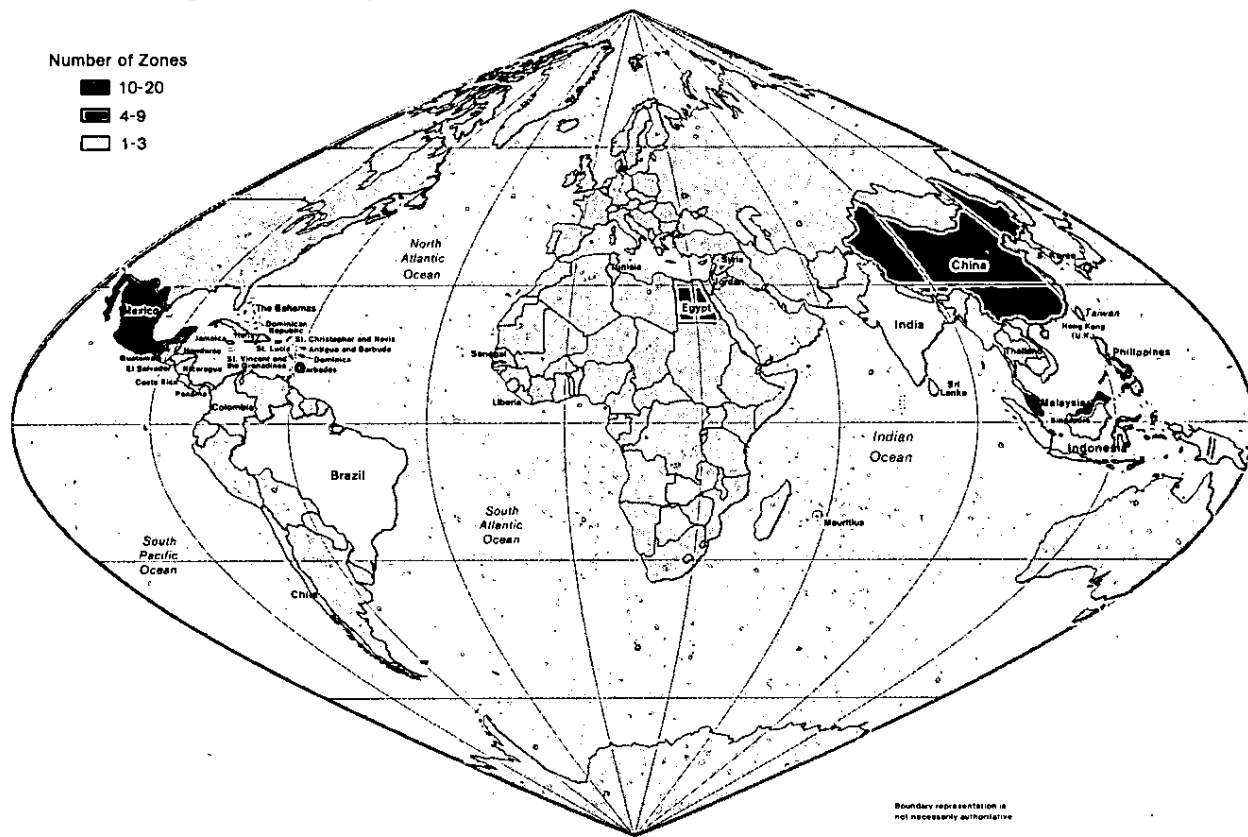 Number of Zones
10-20
4-9
1-3
North
Atlantic
Ocean
Mexico
The Bahamas
Dominican
Republic
Jamaica
Haiti
St. Christopher and Nevis
Antigua and Barbuda
St. Lucia
Dominica
Honduras
Guatemala
St. Vincent and
the Grenadines
Barbados
El Salvador
Nicaragua
Costa Rica
Panama
Colombia
Brazil
Chile
South
Pacific
Ocean
South
Atlantic
Ocean
Tunisia
Syria
Jordan
Egypt
Senegal
Liberia
Mauritius
Indian
Ocean
India
Sri
Lanka
China
S. Korea
Taiwan
Hong Kong
(U.K.)
Thailand
Philippines
Malaysia
Singapore
Indonesia
Boundary representation is
not necessarily authoritative